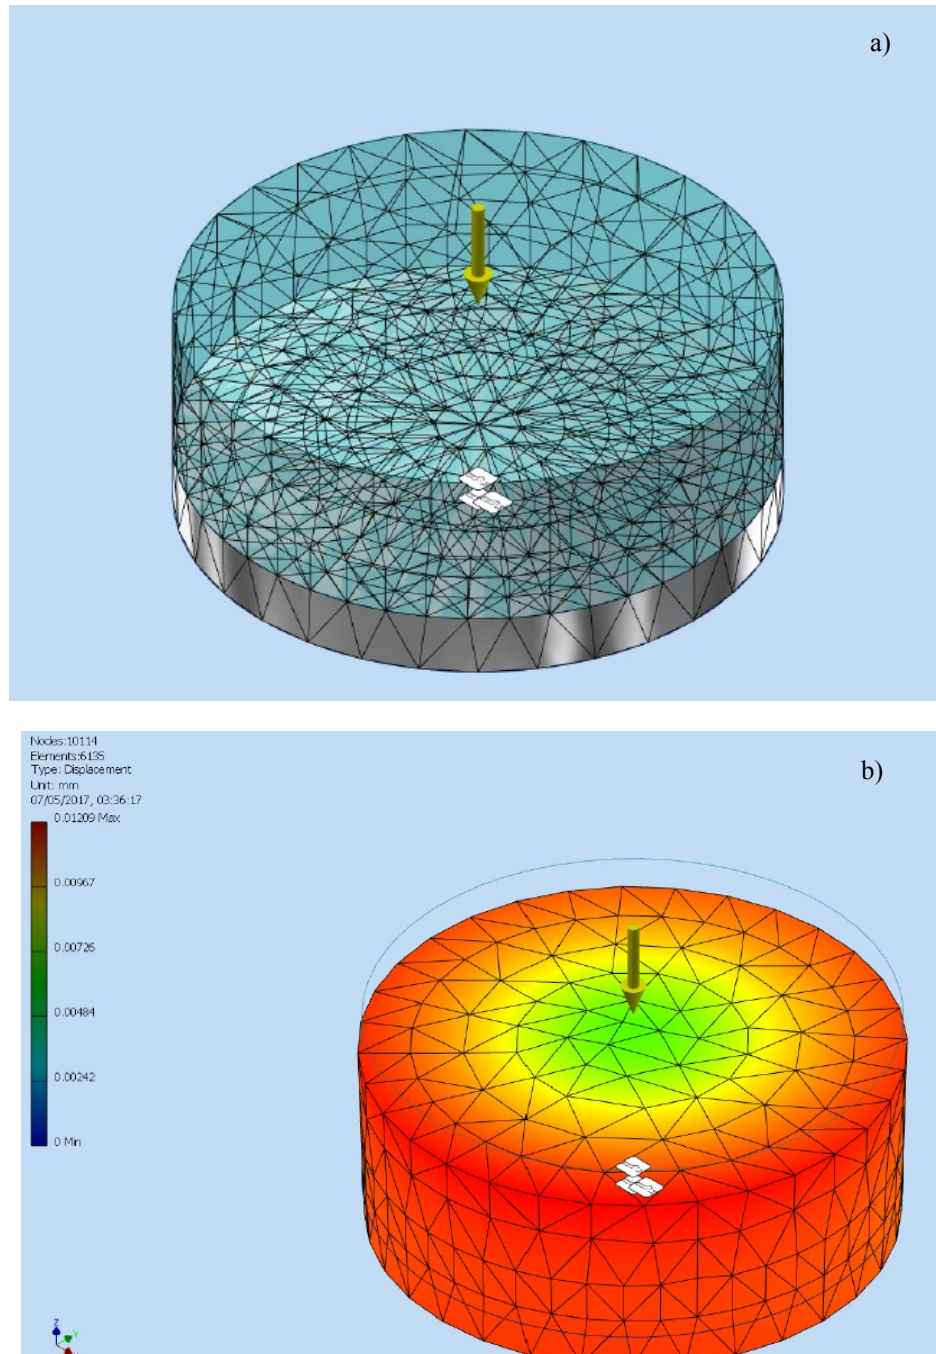 a)
Nodes:10114
Elements:6135
Type: Displacement
Unit: mm
07/05/2017, 03:36:17
b)
0.01209 Max
0.00967
0.00726
0.00484
0.00242
0 Min
Z
Y